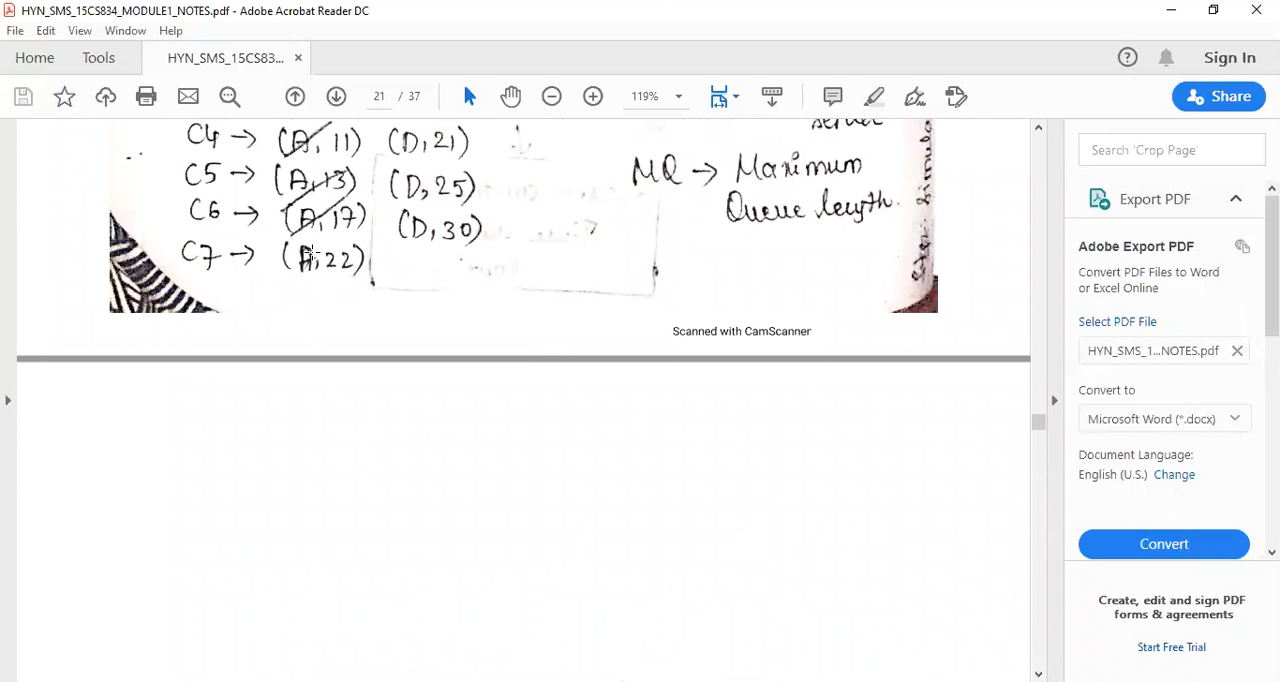 HYN_SMS_15CS834_MODULE1_NOTES.pdf - Adobe Acrobat Reader DC
File Edit View Window Help
Home Tools HYN_SMS_15CS83... × Sign In
21 / 37 119% Share
C4 → (A, 11) (D, 21)
C5 → (A, 13) (D, 25)
C6 → (A, 17) (D, 30)
C7 → (A, 22)
server
MQ → Maximum
Queue length.
Scanned with CamScanner
Search 'Crop Page'
Export PDF
Adobe Export PDF
Convert PDF Files to Word
or Excel Online
Select PDF File
HYN_SMS_1...NOTES.pdf
Convert to
Microsoft Word (*.docx)
Document Language:
English (U.S.) Change
Convert
Create, edit and sign PDF
forms & agreements
Start Free Trial